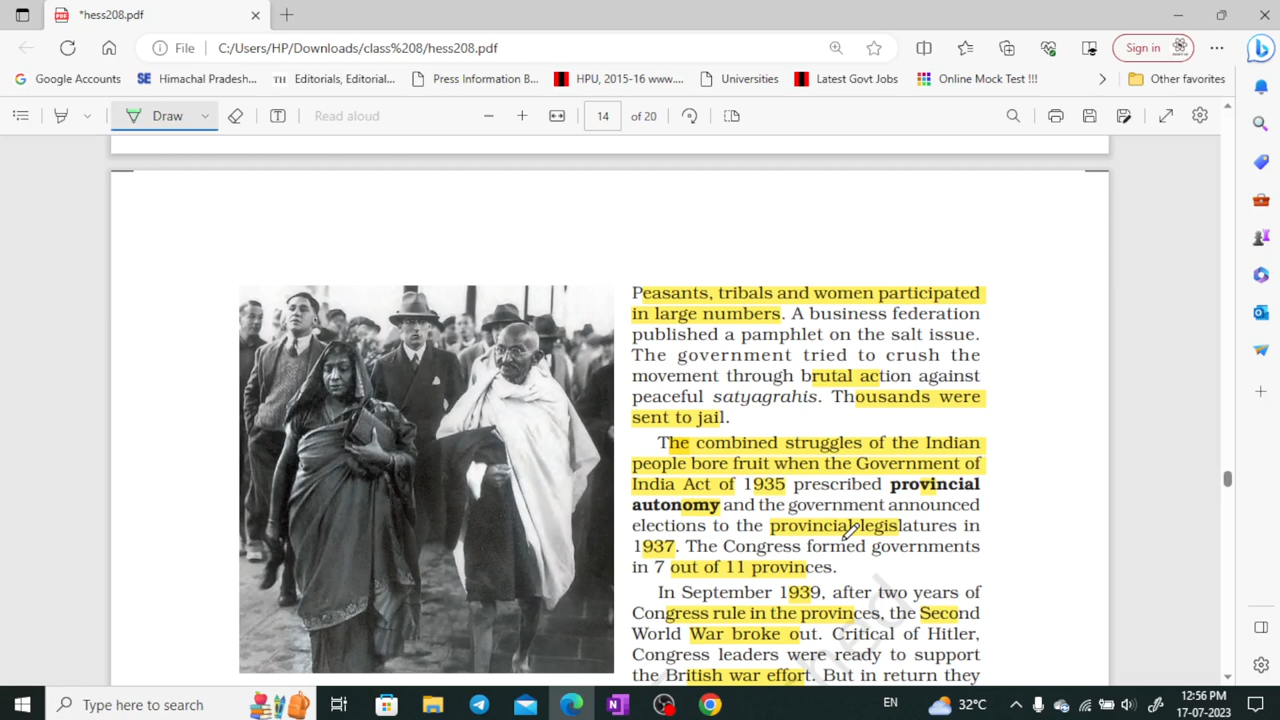 *hess208.pdf
File C:/Users/HP/Downloads/class%208/hess208.pdf
Sign in
Google Accounts
SE Himachal Pradesh...
TH Editorials, Editorial...
Press Information B...
HPU, 2015-16 www....
Universities
Latest Govt Jobs
Online Mock Test !!!
Other favorites
Draw
Read aloud
14 of 20
Peasants, tribals and women participated
in large numbers. A business federation
published a pamphlet on the salt issue.
The government tried to crush the
movement through brutal action against
peaceful satyagrahis. Thousands were
sent to jail.
The combined struggles of the Indian
people bore fruit when the Government of
India Act of 1935 prescribed provincial
autonomy and the government announced
elections to the provincial legislatures in
1937. The Congress formed governments
in 7 out of 11 provinces.
In September 1939, after two years of
Congress rule in the provinces, the Second
World War broke out. Critical of Hitler,
Congress leaders were ready to support
the British war effort. But in return they
Type here to search
32°C
EN
12:56 PM
17-07-2023